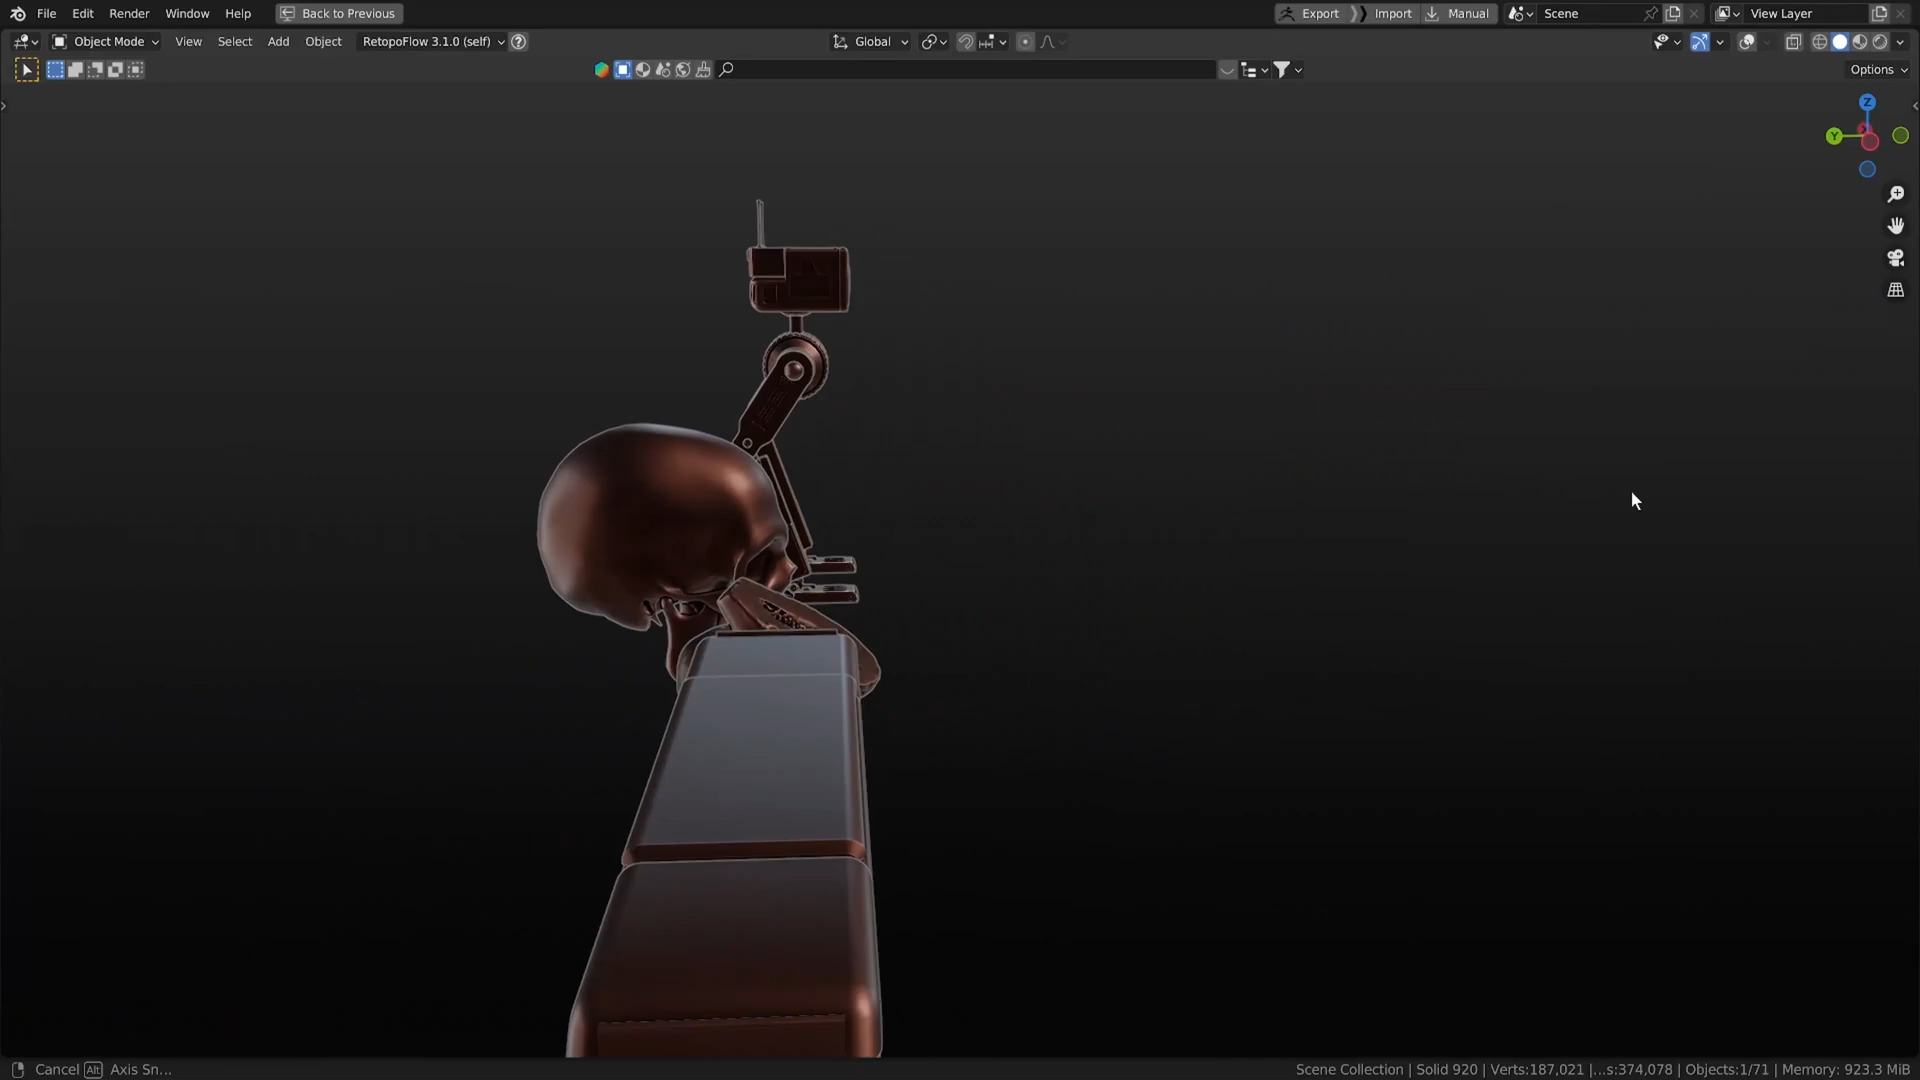 File Edit Render Window Help Back to Previous Export Import Manual Scene View Layer
Object Mode View Select Add Object RetopoFlow 3.1.0 (self) Global
Options
Z
Y
Cancel Alt Axis Sn... Scene Collection | Solid 920 | Verts:187,021 |...s:374,078 | Objects:1/71 | Memory: 923.3 MiB